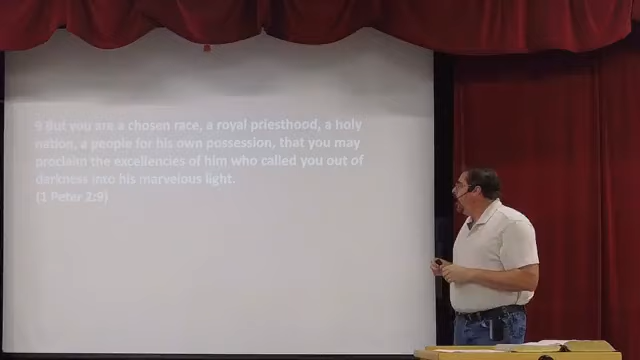 9 But you are a chosen race, a royal priesthood, a holy
nation, a people for his own possession, that you may
proclaim the excellencies of him who called you out of
darkness into his marvelous light.
(1 Peter 2:9)